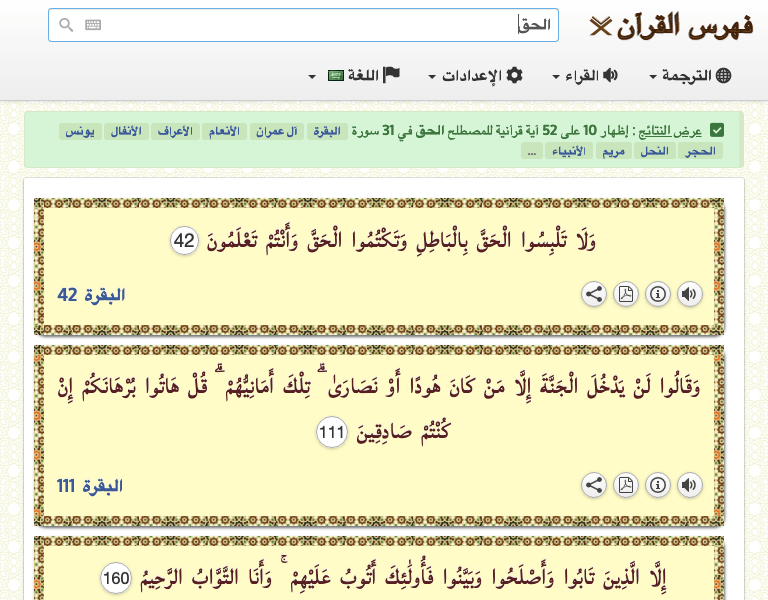 فهرس القرآن
الحق
الترجمة
القراء
الإعدادات
اللغة
عرض النتائج : إظهار 10 على 52 آية قرآنية للمصطلح الحق في 31 سورة البقرة آل عمران الأنعام الأعراف الأنفال يونس
الحجر النحل مريم الأنبياء ...
وَلَا تَلْبِسُوا الْحَقَّ بِالْبَاطِلِ وَتَكْتُمُوا الْحَقَّ وَأَنْتُمْ تَعْلَمُونَ 42
البقرة 42
وَقَالُوا لَنْ يَدْخُلَ الْجَنَّةَ إِلَّا مَنْ كَانَ هُودًا أَوْ نَصَارَىٰ ۗ تِلْكَ أَمَانِيُّهُمْ ۗ قُلْ هَاتُوا بُرْهَانَكُمْ إِنْ
كُنْتُمْ صَادِقِينَ 111
البقرة 111
إِلَّا الَّذِينَ تَابُوا وَأَصْلَحُوا وَبَيَّنُوا فَأُولَٰئِكَ أَتُوبُ عَلَيْهِمْ ۚ وَأَنَا التَّوَّابُ الرَّحِيمُ 160